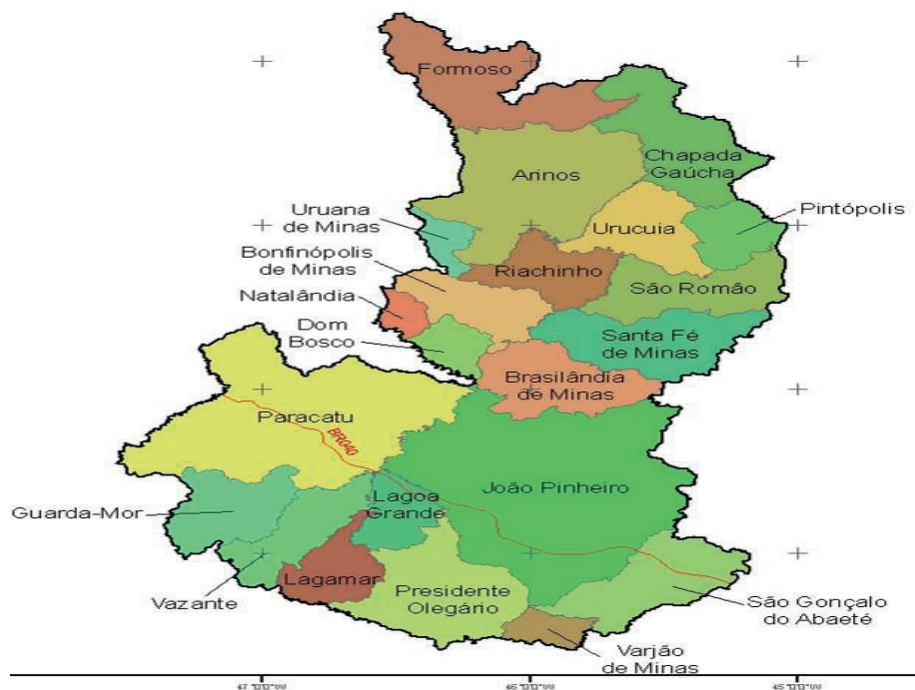 Formoso
Chapada
Gaúcha
Arinos
Uruana
de Minas
Pintópolis
Urucuia
Bonfinópolis
de Minas
Riachinho
São Romão
Natalândia
Dom
Bosco
Santa Fé
de Minas
Brasilândia
de Minas
Paracatu
BR040
João Pinheiro
Lagoa
Grande
Guarda-Mor
Lagamar
Vazante
Presidente
Olegário
São Gonçalo
do Abaeté
Varjão
de Minas